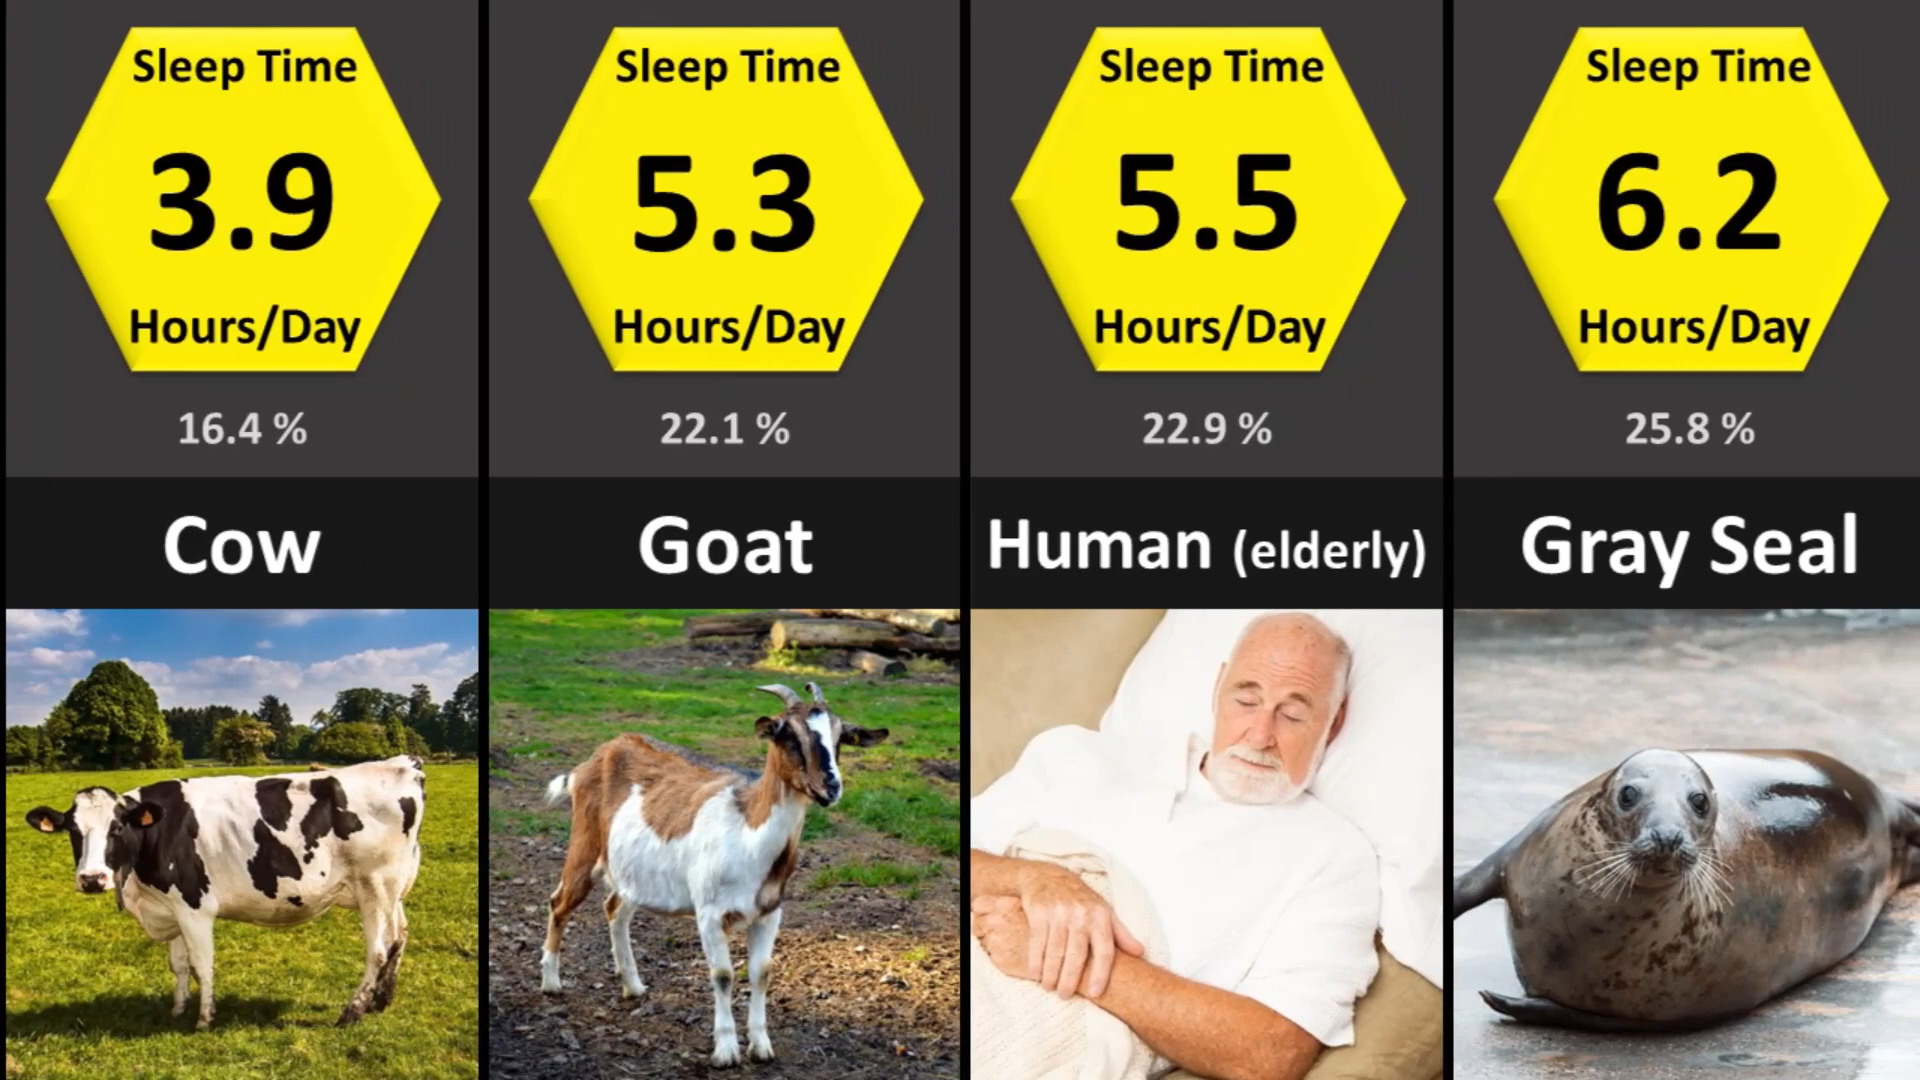 Sleep Time
3.9
Hours/Day
16.4 %
Cow
Sleep Time
5.3
Hours/Day
22.1 %
Goat
Sleep Time
5.5
Hours/Day
22.9 %
Human (elderly)
Sleep Time
6.2
Hours/Day
25.8 %
Gray Seal